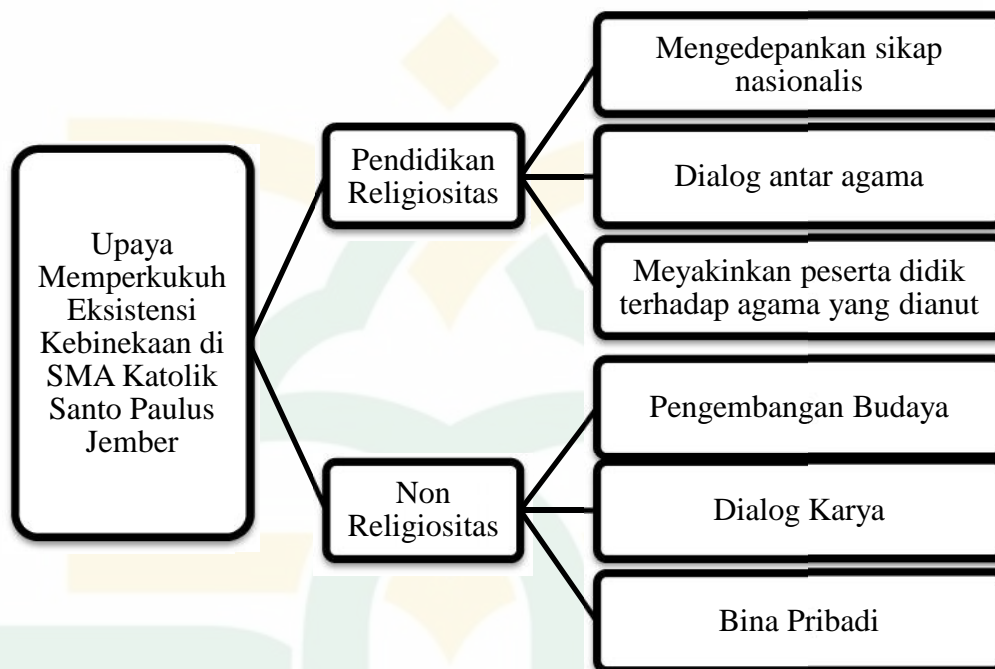 Upaya
Memperkukuh
Eksistensi
Kebinekaan di
SMA Katolik
Santo Paulus
Jember
Pendidikan
Religiositas
Mengedepankan sikap
nasionalis
Dialog antar agama
Meyakinkan peserta didik
terhadap agama yang dianut
Non
Religiositas
Pengembangan Budaya
Dialog Karya
Bina Pribadi